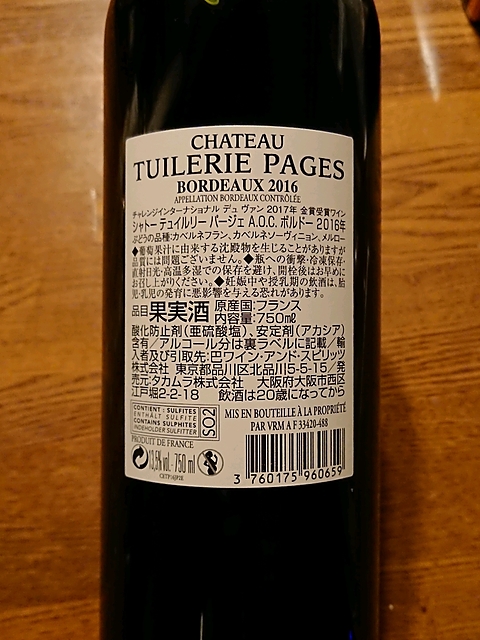 CHATEAU
TUILERIE PAGES
BORDEAUX 2016
APPELLATION BORDEAUX CONTRÔLÉE
チャレンジインターナショナル デュ ヴァン 2017年 金賞受賞ワイン
シャトー テュイルリー パージェ A.O.C. ボルドー 2016年
ぶどうの品種:カベルネフラン、カベルネソーヴィニョン、メルロー
◆葡萄果汁に由来する沈殿物を生じることがありますが
品質には問題ございません。◆瓶への衝撃・冷凍保存・
直射日光・高温多湿での保存を避け、開栓後はお早めに
お召し上がりください。◆妊娠中や授乳期の飲酒は、胎
児・乳児の発育に悪影響を与える恐れがあります。
品目 果実酒 原産国:フランス
内容量:750㎖
酸化防止剤(亜硫酸塩)、安定剤(アカシア)
含有/アルコール分は裏ラベルに記載/輸
入者及び引取先:巴ワイン・アンド・スピリッツ
株式会社 東京都品川区北品川5-5-15/発
売元:タカムラ株式会社 大阪府大阪市西区
江戸堀2-2-18 飲酒は20歳になってから
CONTIENT : SULFITES
ENTHÄLT SULFITE
CONTAINS SULPHITES
INDEHOLDER SULFITTER
SO2
MIS EN BOUTEILLE À LA PROPRIÉTÉ
PAR VRM A F 33420-488
PRODUIT DE FRANCE
13,5% vol. - 750 ml
3 760175 960659